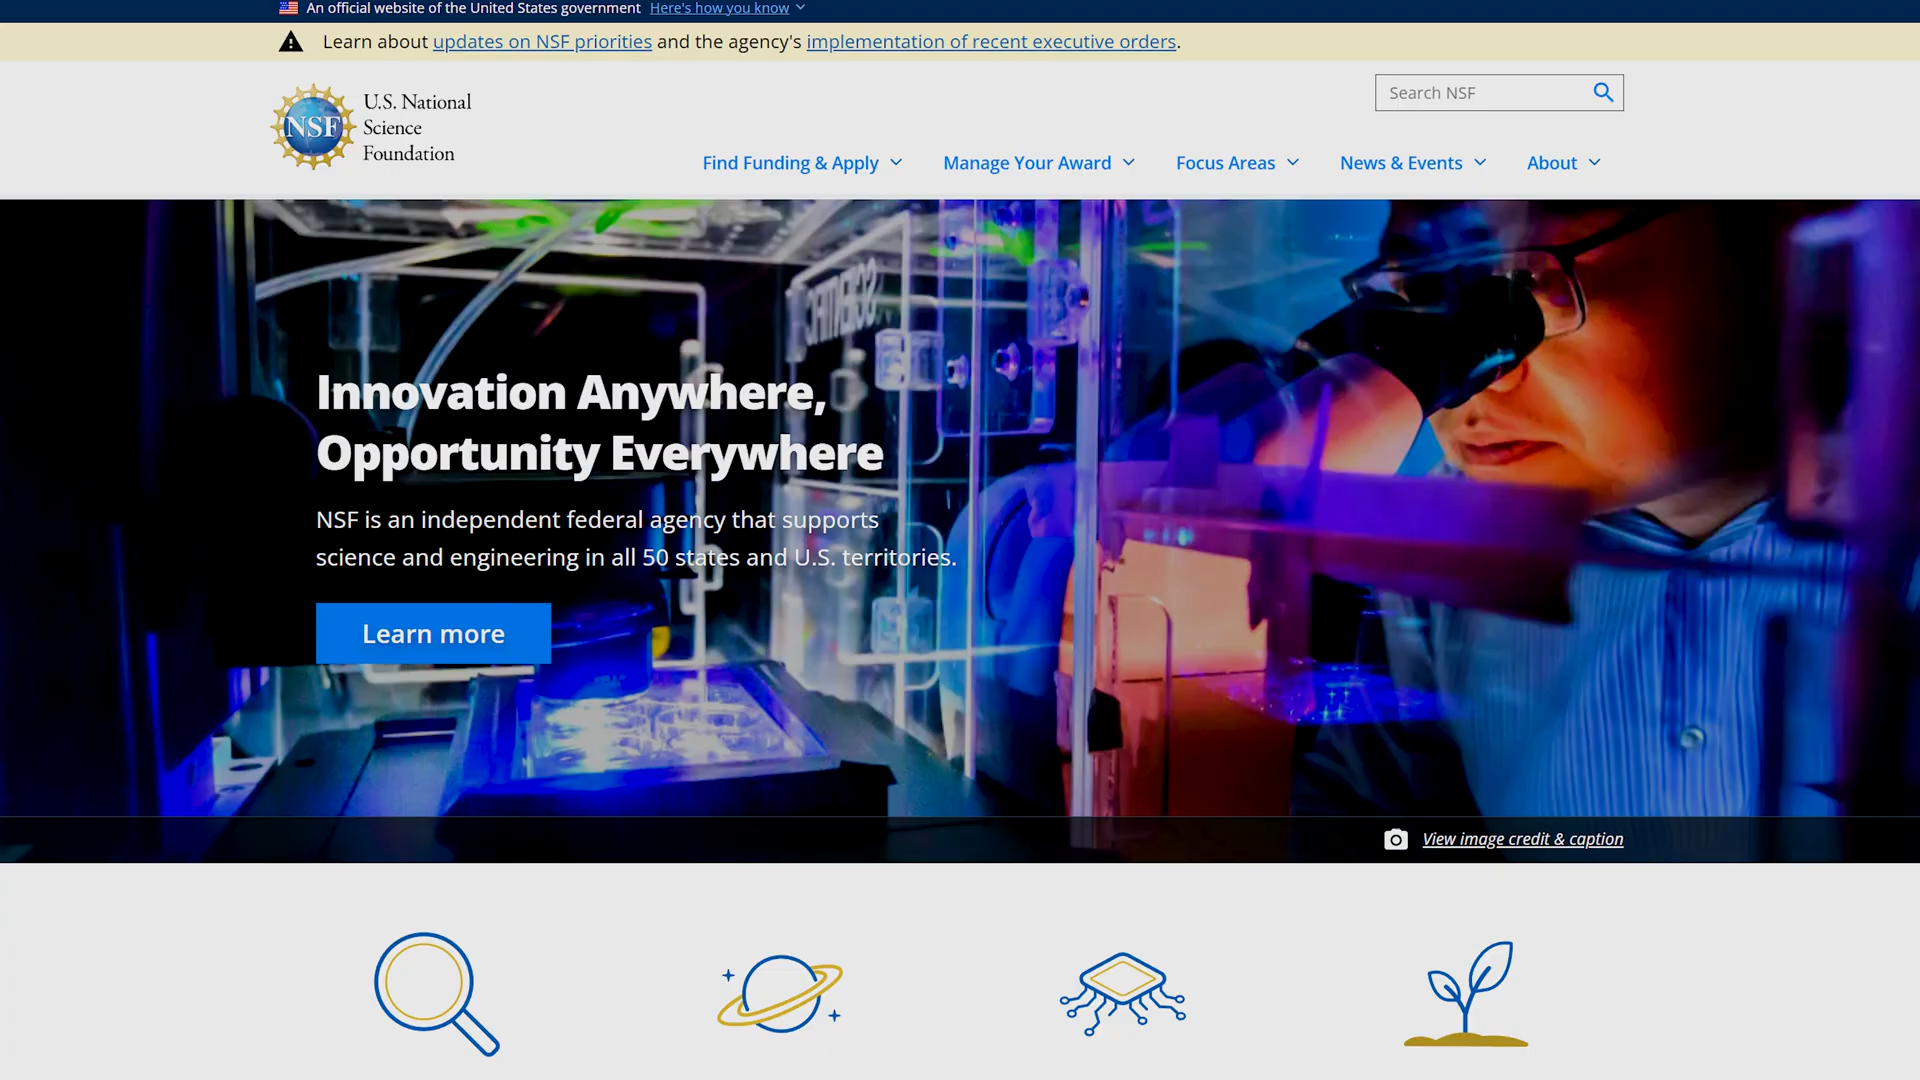 An official website of the United States government Here's how you know
Learn about updates on NSF priorities and the agency's implementation of recent executive orders.
Search NSF
NSF
U.S. National
Science
Foundation
Find Funding & Apply
Manage Your Award
Focus Areas
News & Events
About
SCIENTIFIC
Innovation Anywhere,
Opportunity Everywhere
NSF is an independent federal agency that supports
science and engineering in all 50 states and U.S. territories.
Learn more
View image credit & caption